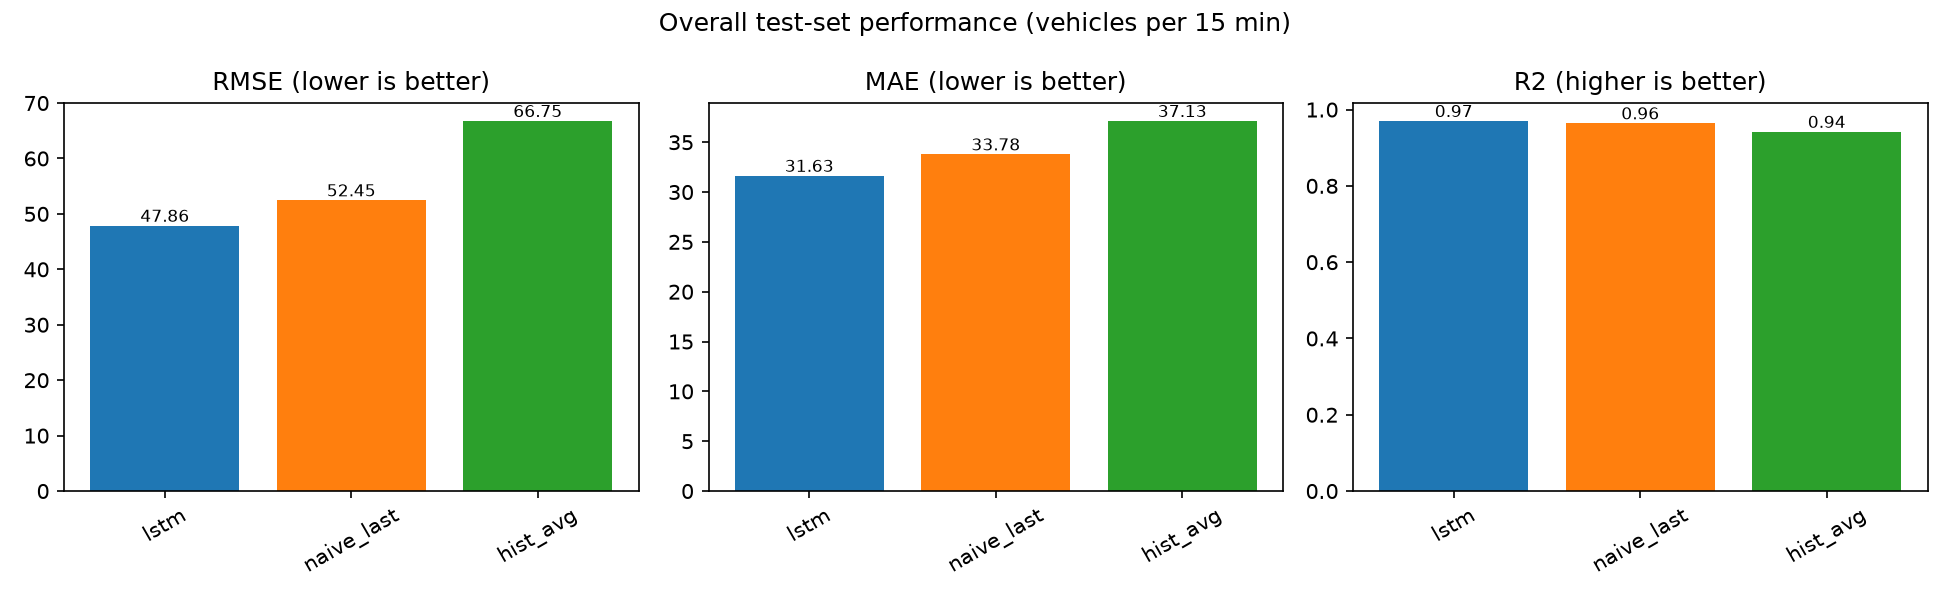 Overall test-set performance (vehicles per 15 min)
RMSE (lower is better)
70
60
50
40
30
20
10
0
47.86
52.45
66.75
lstm
naive_last
hist_avg
MAE (lower is better)
35
30
25
20
15
10
5
0
31.63
33.78
37.13
lstm
naive_last
hist_avg
R2 (higher is better)
1.0
0.8
0.6
0.4
0.2
0.0
0.97
0.96
0.94
lstm
naive_last
hist_avg